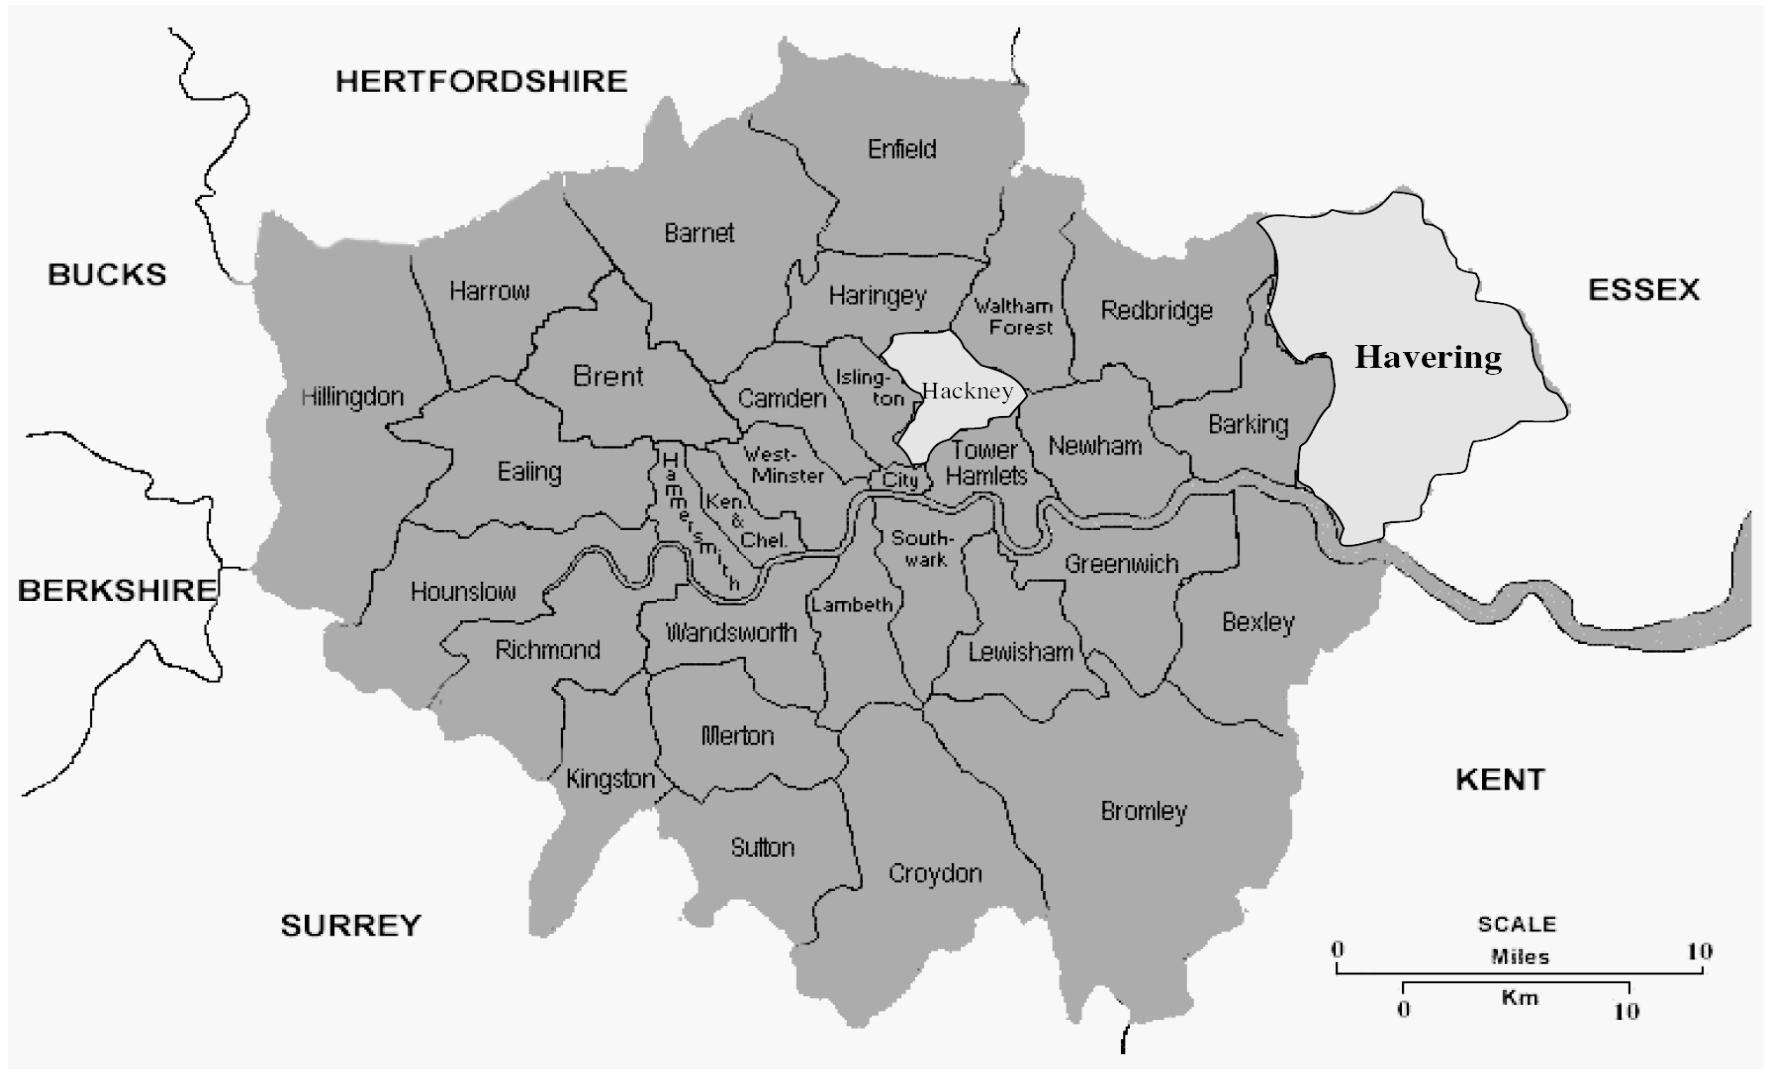 HERTFORDSHIRE
Enfield
Barnet
BUCKS
Harrow
Haringey
Waltham
Forest
Redbridge
ESSEX
Havering
Hillingdon
Brent
Camden
Isling-
ton
Hackney
Barking
Ealing
Hammersmith
West-
Minster
Ken.
&
Chel.
City
Tower
Hamlets
Newham
BERKSHIRE
Hounslow
South-
wark
Greenwich
Lambeth
Richmond
Wandsworth
Lewisham
Bexley
Merton
Kingston
KENT
Bromley
Sutton
Croydon
SURREY
SCALE
0 Miles 10
Km
0 10